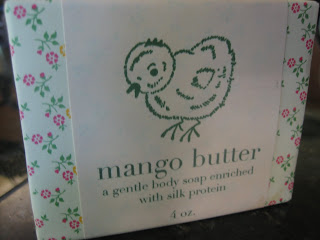 mango butter
a gentle body soap enriched
with silk protein
4 oz.